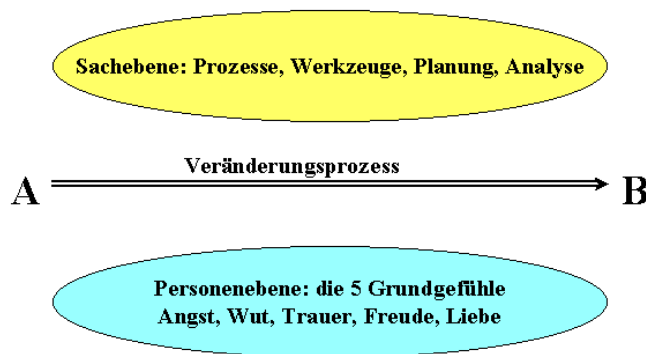 Sachebene: Prozesse, Werkzeuge, Planung, Analyse
Veränderungsprozess
A B
Personenebene: die 5 Grundgefühle
Angst, Wut, Trauer, Freude, Liebe